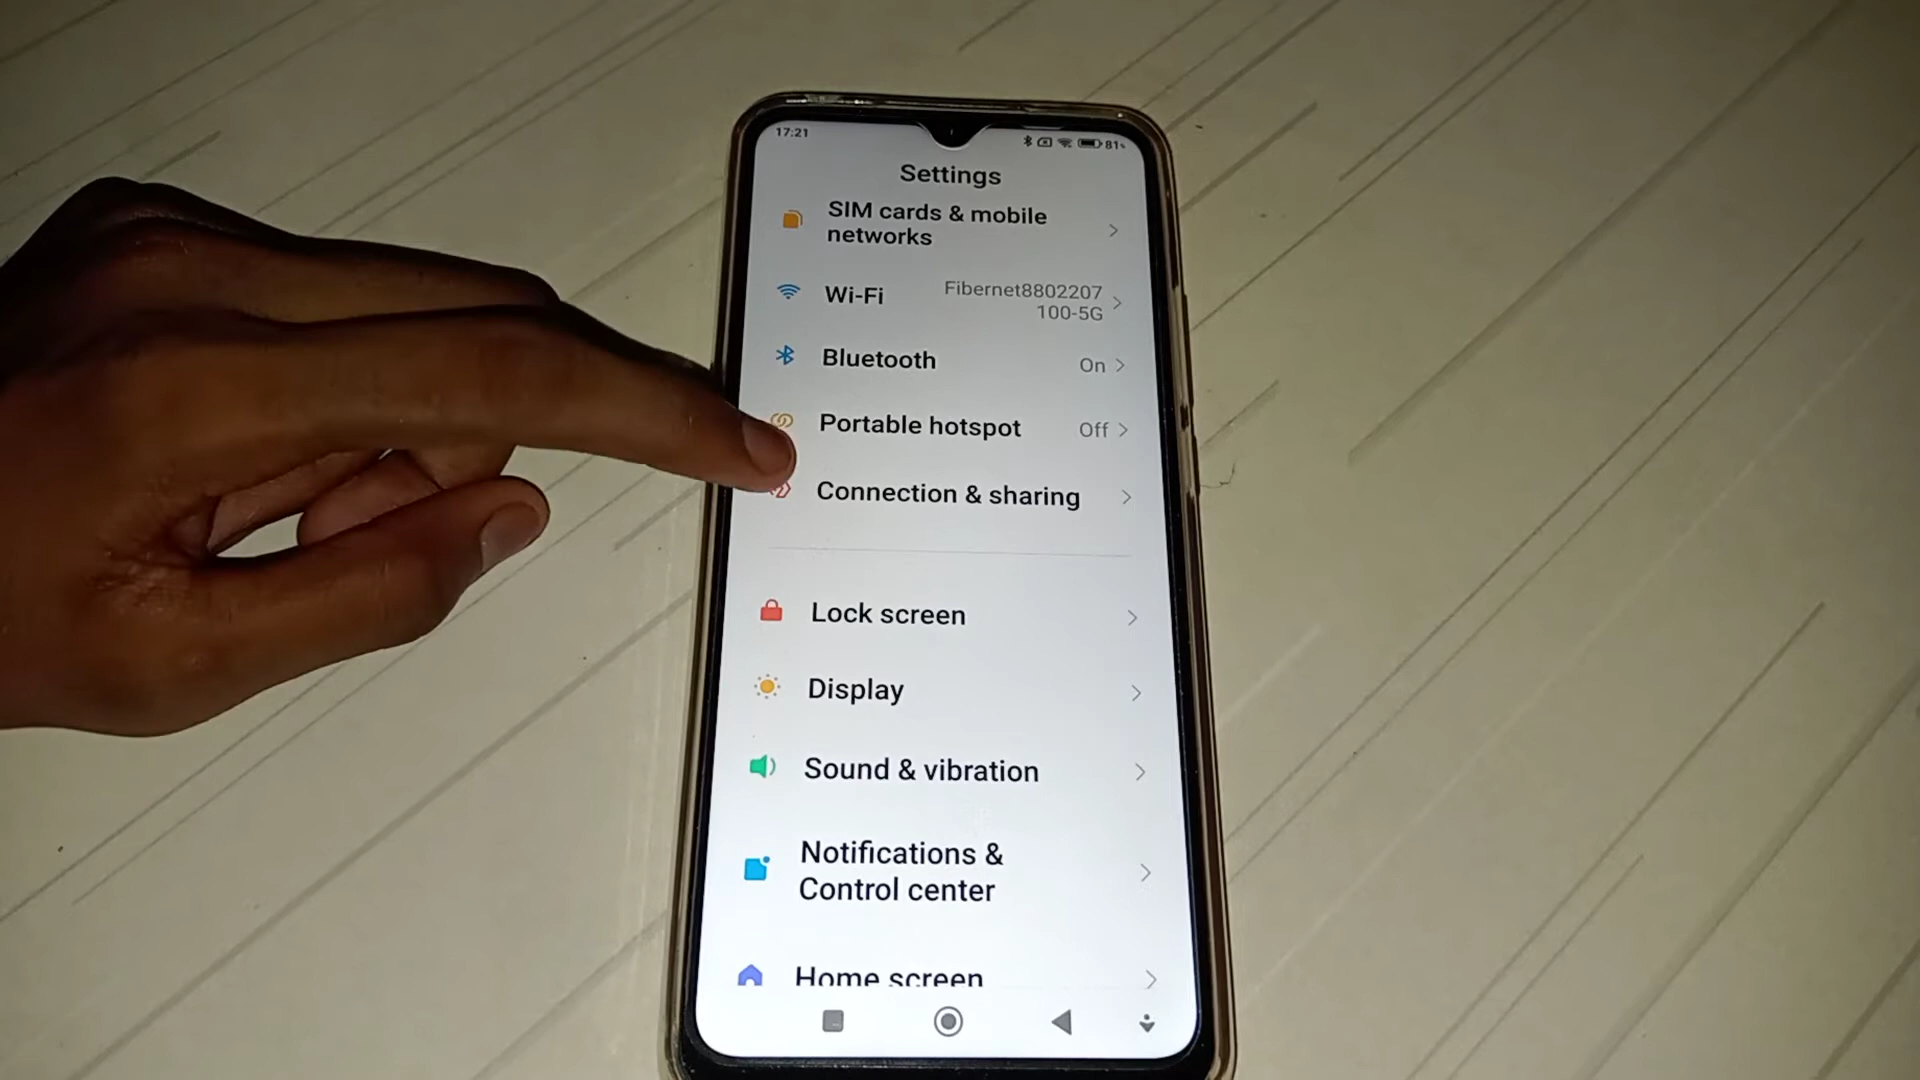 17:21
81%
Settings
SIM cards & mobile
networks
Wi-Fi
Fibernet8802207
100-5G
Bluetooth
On
Portable hotspot
Off
Connection & sharing
Lock screen
Display
Sound & vibration
Notifications &
Control center
Home screen